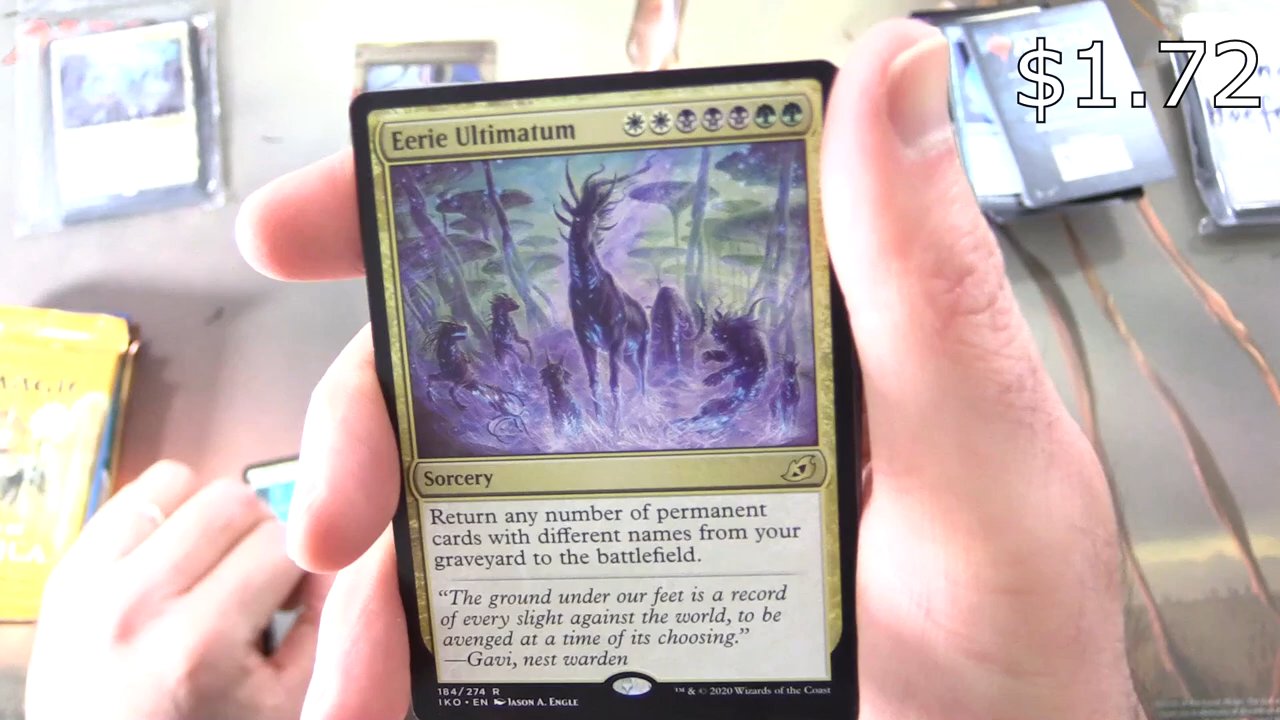 $1.72
Eerie Ultimatum
Sorcery
Return any number of permanent
cards with different names from your
graveyard to the battlefield.
“The ground under our feet is a record
of every slight against the world, to be
avenged at a time of its choosing.”
—Gavi, nest warden
184/274 R
IKO • EN Jason A. Engle
™ & © 2020 Wizards of the Coast